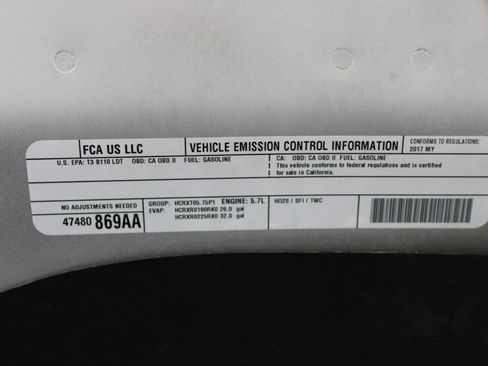 FCA US LLC
VEHICLE EMISSION CONTROL INFORMATION
CONFORMS TO REGULATIONS:
2017 MY
U.S. EPA: T3 B110 LDT OBD: CA OBD II FUEL: GASOLINE
CA: OBD: CA OBD II FUEL: GASOLINE
This vehicle conforms to federal regulations and is certified
for sale in California.
NO ADJUSTMENTS NEEDED
47480 869AA
GROUP: HCRXT05.75P1 ENGINE: 5.7L
EVAP: HCRXR0190RK0 26.0 gal
HCRXR0225RK0 32.0 gal
HO2S / SFI / TWC